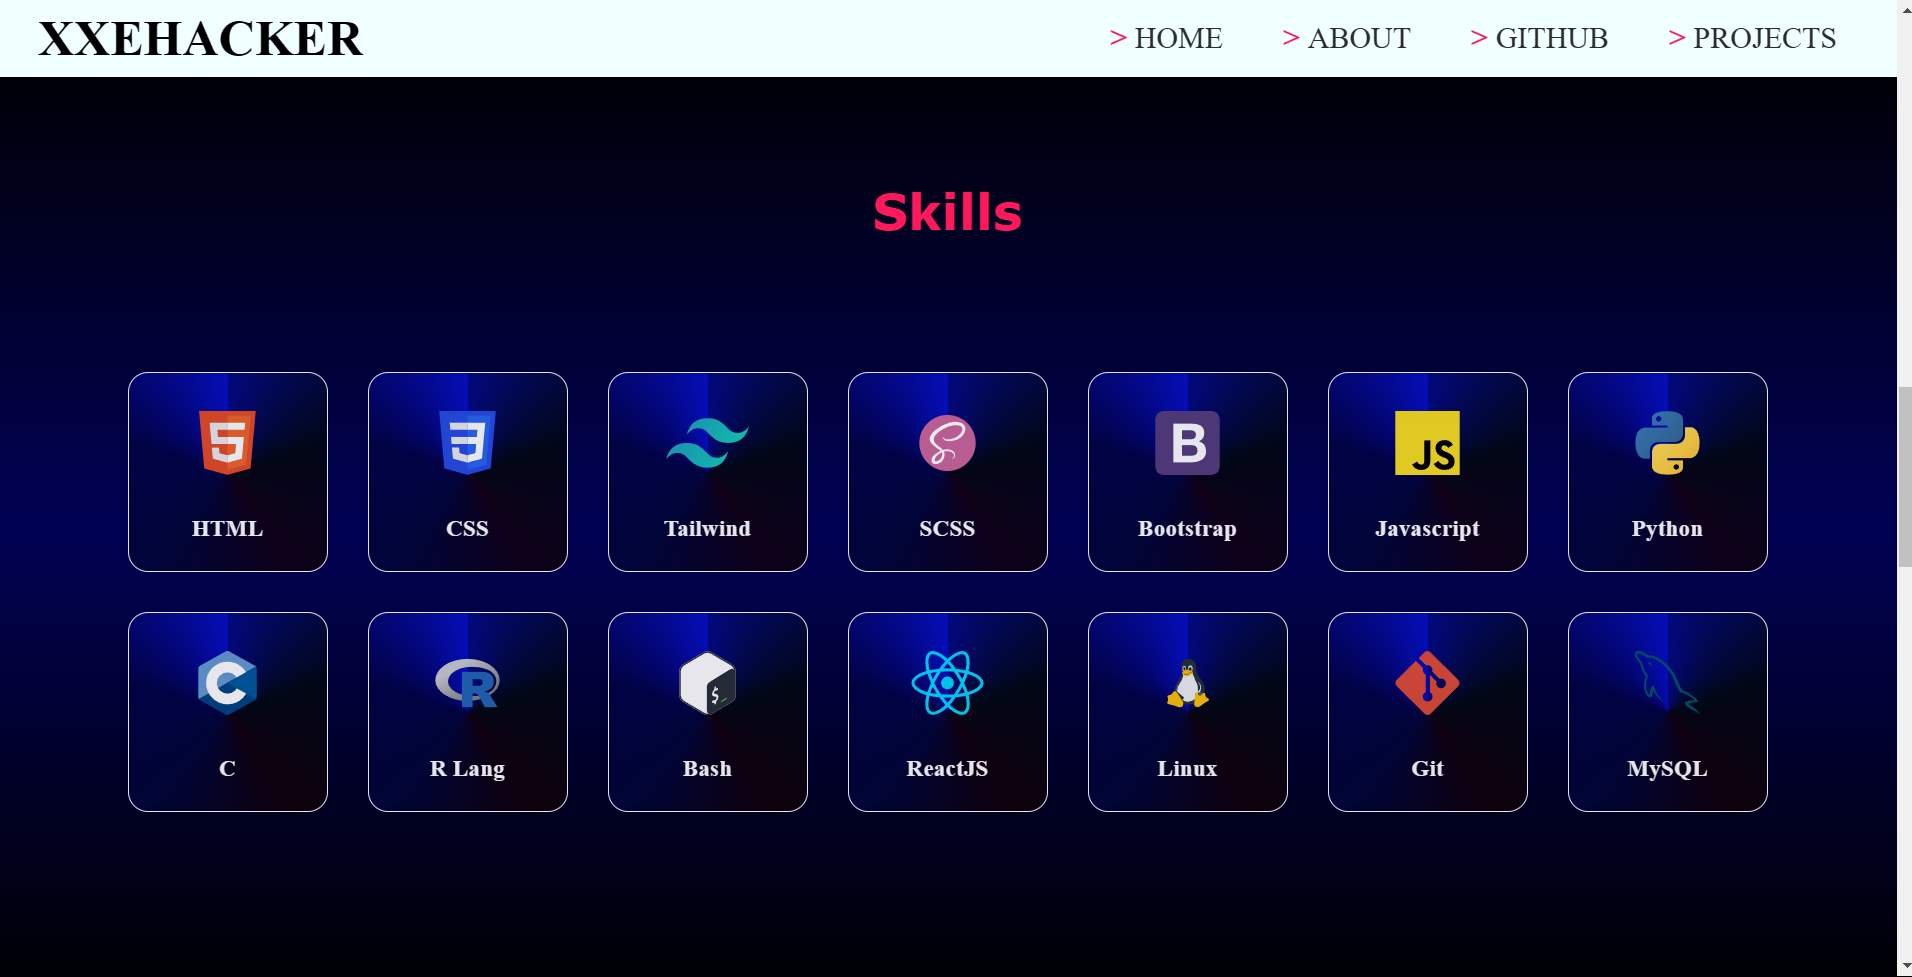 XXEHACKER
> HOME > ABOUT > GITHUB > PROJECTS
Skills
5 3 B JS
HTML CSS Tailwind SCSS Bootstrap Javascript Python
C R $
C R Lang Bash ReactJS Linux Git MySQL